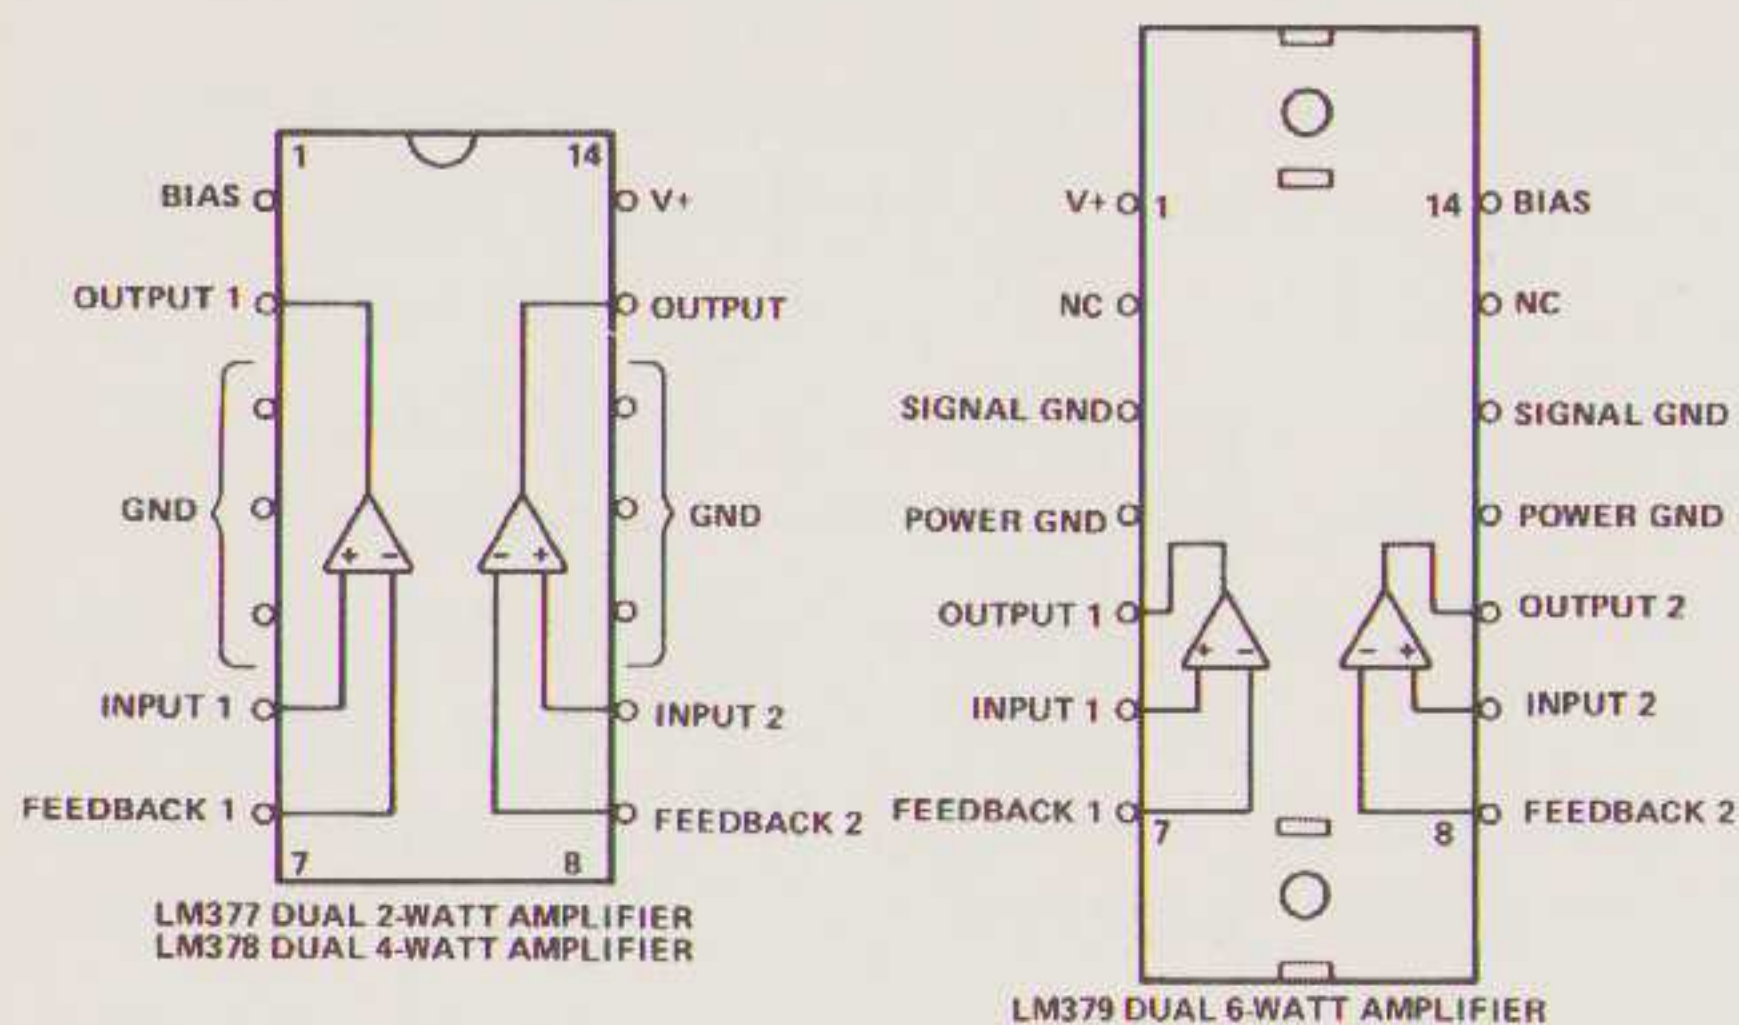 1 14
BIAS
V+
OUTPUT 1
OUTPUT
GND
GND
+ -
- +
INPUT 1
INPUT 2
FEEDBACK 1
FEEDBACK 2
7 8
LM377 DUAL 2-WATT AMPLIFIER
LM378 DUAL 4-WATT AMPLIFIER
V+ 1
14 BIAS
NC
NC
SIGNAL GND
SIGNAL GND
POWER GND
POWER GND
OUTPUT 1
OUTPUT 2
+ -
- +
INPUT 1
INPUT 2
FEEDBACK 1
FEEDBACK 2
7 8
LM379 DUAL 6-WATT AMPLIFIER